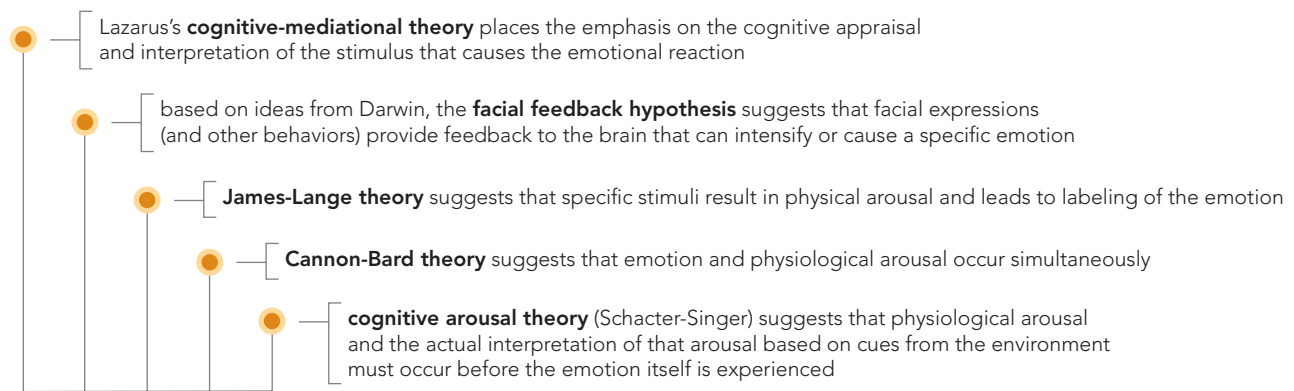 Lazarus's cognitive-mediational theory places the emphasis on the cognitive appraisal
and interpretation of the stimulus that causes the emotional reaction
based on ideas from Darwin, the facial feedback hypothesis suggests that facial expressions
(and other behaviors) provide feedback to the brain that can intensify or cause a specific emotion
James-Lange theory suggests that specific stimuli result in physical arousal and leads to labeling of the emotion
Cannon-Bard theory suggests that emotion and physiological arousal occur simultaneously
cognitive arousal theory (Schacter-Singer) suggests that physiological arousal
and the actual interpretation of that arousal based on cues from the environment
must occur before the emotion itself is experienced